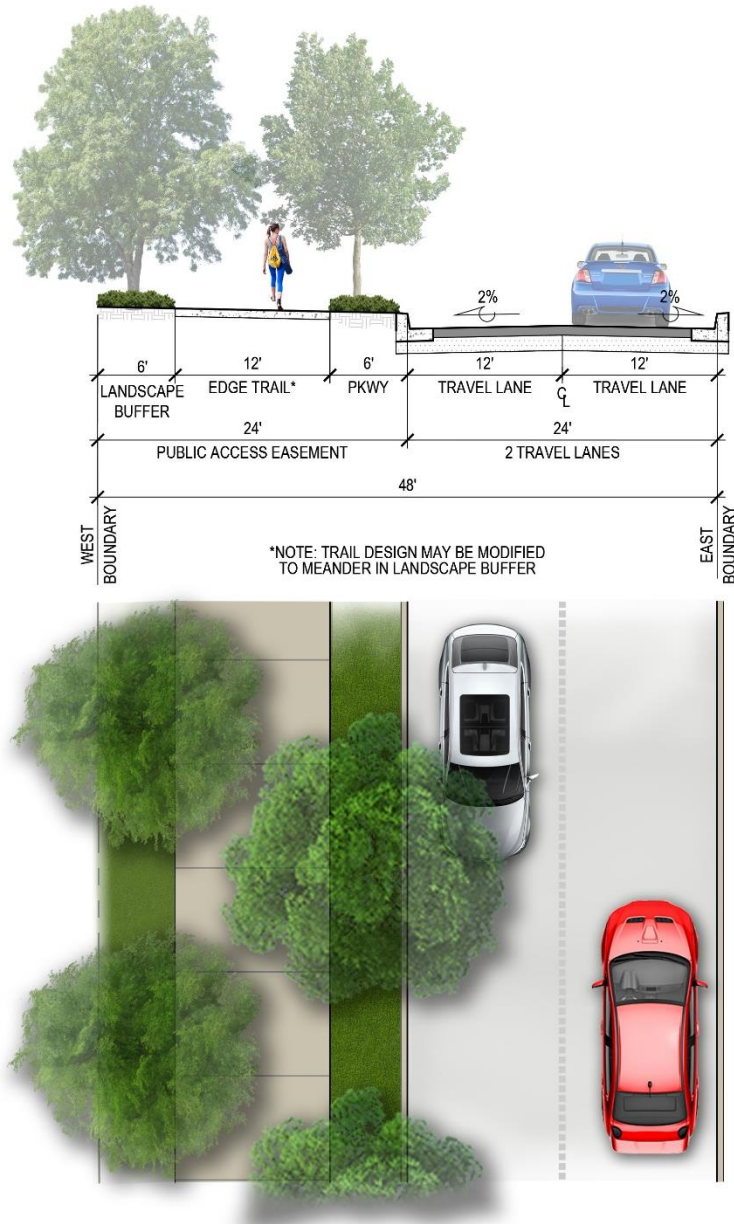 2%
2%
6'
12'
6'
12'
12'
LANDSCAPE
BUFFER
EDGE TRAIL*
PKWY
TRAVEL LANE
CL
TRAVEL LANE
24'
24'
PUBLIC ACCESS EASEMENT
2 TRAVEL LANES
48'
WEST
BOUNDARY
EAST
BOUNDARY
*NOTE: TRAIL DESIGN MAY BE MODIFIED
TO MEANDER IN LANDSCAPE BUFFER